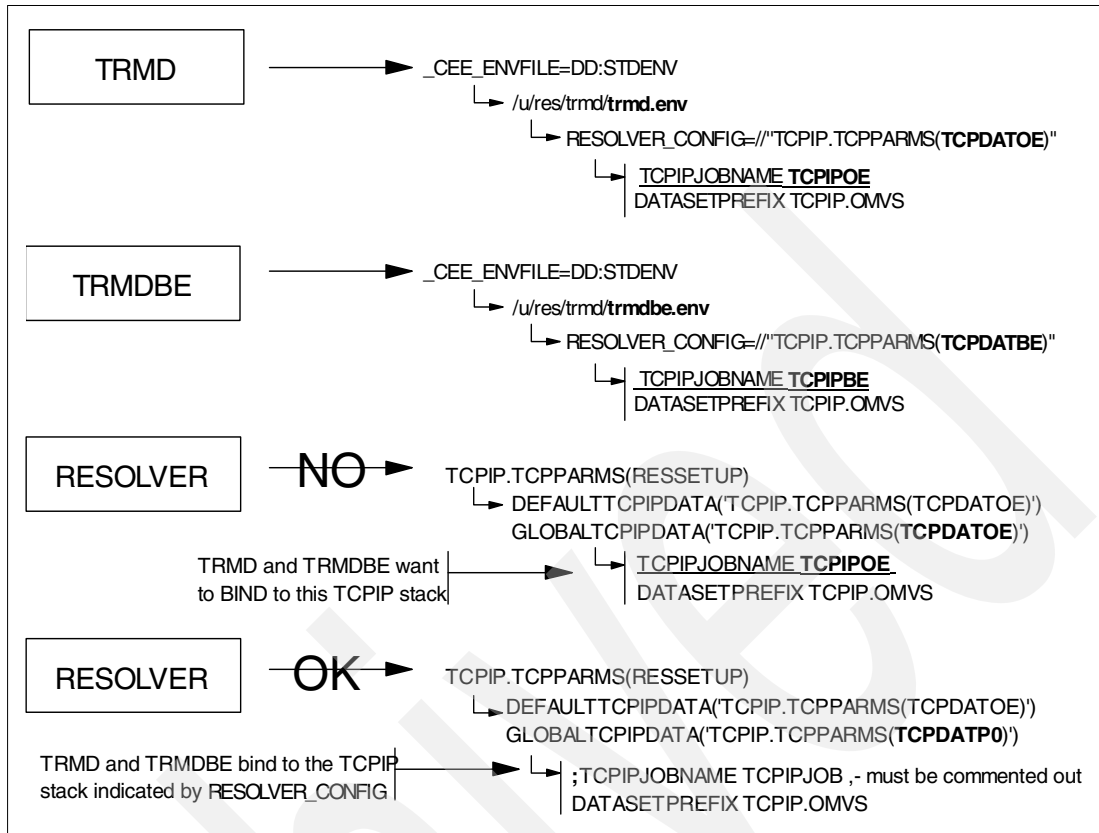 TRMD
_CEE_ENVFILE=DD:STDENV
/u/res/trmd/trmd.env
RESOLVER_CONFIG=//"TCPIP.TCPPARMS(TCPDATOE)"
TCPIPJOBNAME TCPIPOE
DATASETPREFIX TCPIP.OMVS
TRMDBE
_CEE_ENVFILE=DD:STDENV
/u/res/trmd/trmdbe.env
RESOLVER_CONFIG=//"TCPIP.TCPPARMS(TCPDATBE)"
TCPIPJOBNAME TCPIPBE
DATASETPREFIX TCPIP.OMVS
RESOLVER
NO
TCPIP.TCPPARMS(RESSETUP)
DEFAULTTCPIPDATA('TCPIP.TCPPARMS(TCPDATOE)')
GLOBALTCPIPDATA('TCPIP.TCPPARMS(TCPDATOE)')
TCPIPJOBNAME TCPIPOE
DATASETPREFIX TCPIP.OMVS
TRMD and TRMDBE want
to BIND to this TCPIP stack
RESOLVER
OK
TCPIP.TCPPARMS(RESSETUP)
DEFAULTTCPIPDATA('TCPIP.TCPPARMS(TCPDATOE)')
GLOBALTCPIPDATA('TCPIP.TCPPARMS(TCPDATP0)')
;TCPIPJOBNAME TCPIPJOB ,- must be commented out
DATASETPREFIX TCPIP.OMVS
TRMD and TRMDBE bind to the TCPIP
stack indicated by RESOLVER_CONFIG